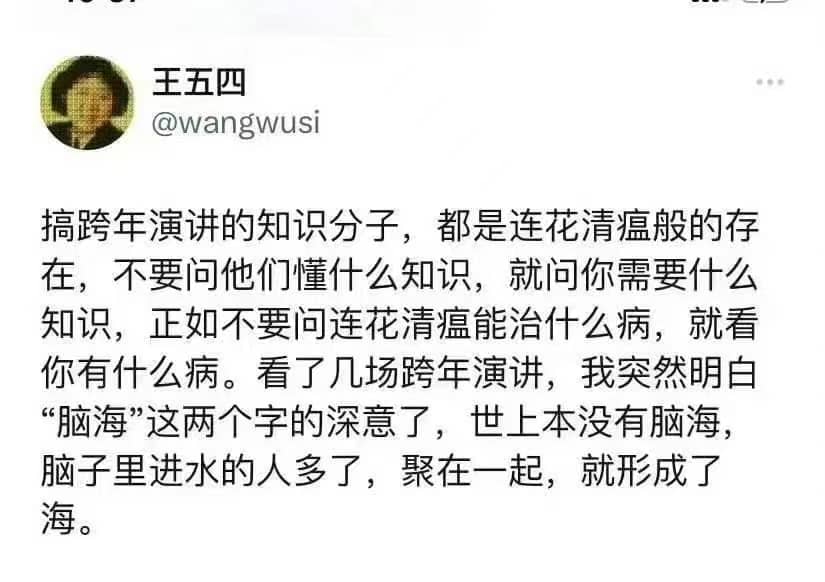 王五四
@wangwusi
搞跨年演讲的知识分子，都是连花清瘟般的存
在，不要问他们懂什么知识，就问你需要什么
知识，正如不要问连花清瘟能治什么病，就看
你有什么病。看了几场跨年演讲，我突然明白
“脑海”这两个字的深意了，世上本没有脑海，
脑子里进水的人多了，聚在一起，就形成了
海。